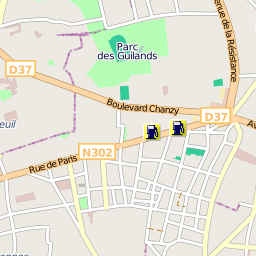 Avenue de la Résistance
Parc
des Guilands
D37
Boulevard Chanzy
D37
Rue de Paris
N302